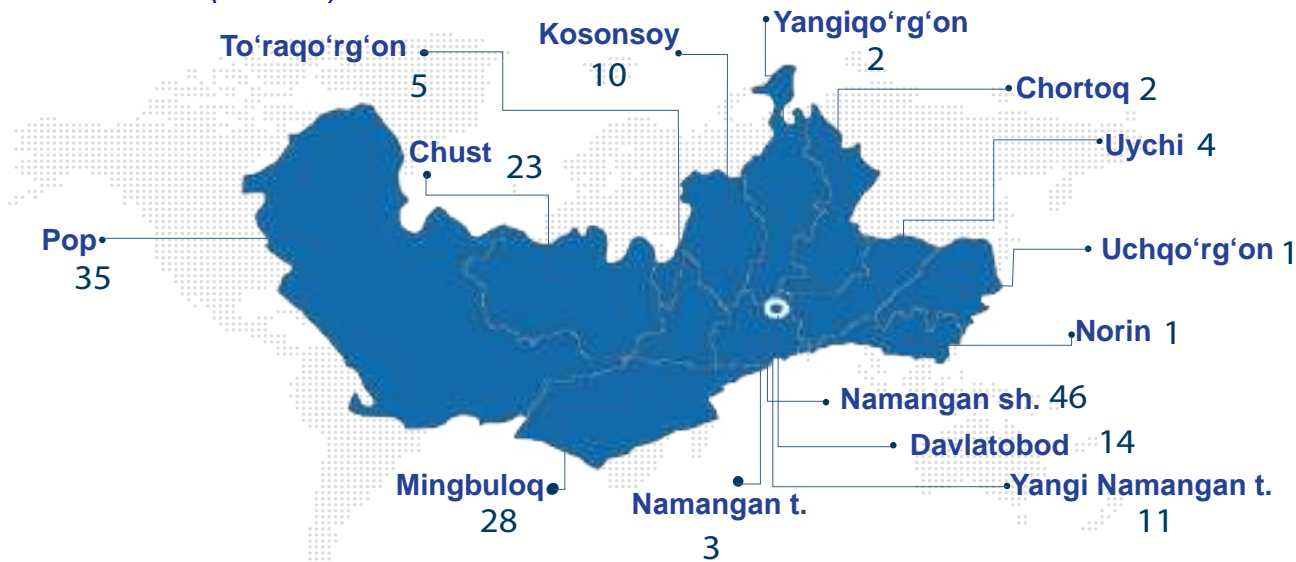 Yangiqo‘rg‘on
2
To‘raqo‘rg‘on
5
Kosonsoy
10
Chortoq 2
Chust 23
Uychi 4
Pop
35
Uchqo‘rg‘on 1
Norin 1
Namangan sh. 46
Davlatobod 14
Mingbuloq
28
Namangan t.
3
Yangi Namangan t.
11